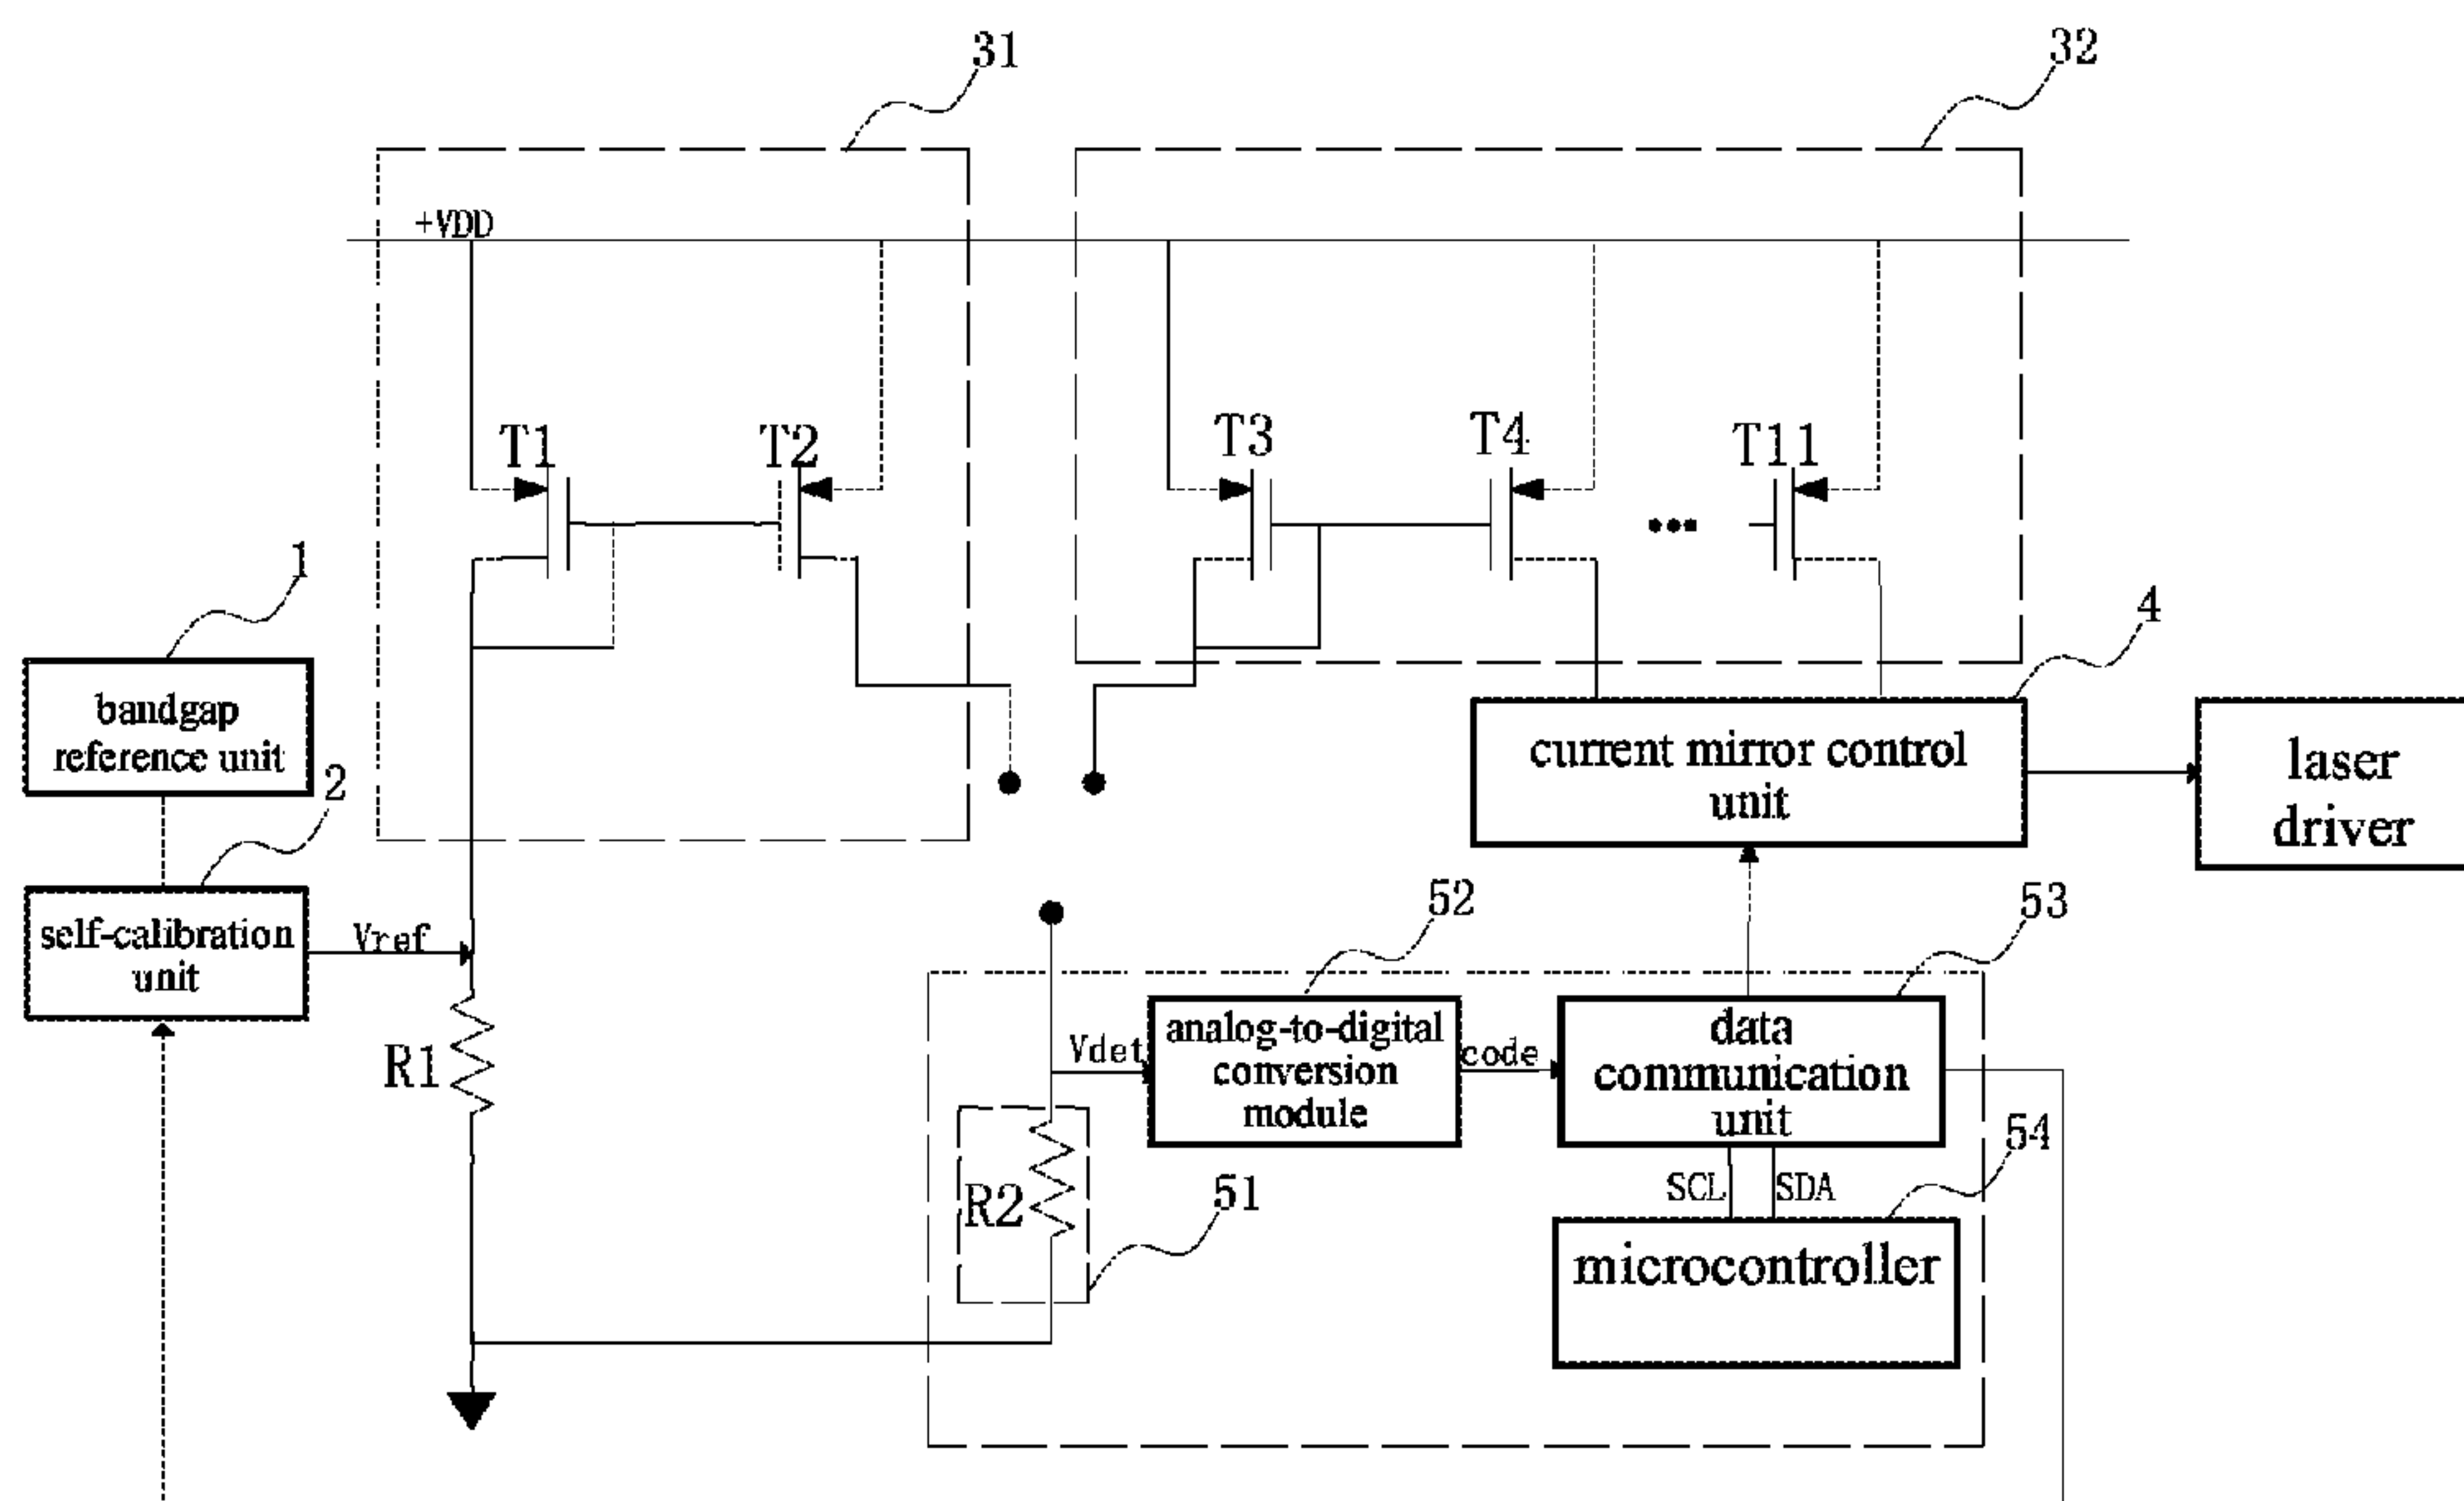 31
32
+VDD
T1
T2
T3
T4
T11
1
4
bandgap
reference unit
2
current mirror control
unit
laser
driver
self-calibration
unit
Vref
52
53
R1
Vdet
analog-to-digital
conversion
module
code
data
communication
unit
54
R2
51
SCL
SDA
microcontroller